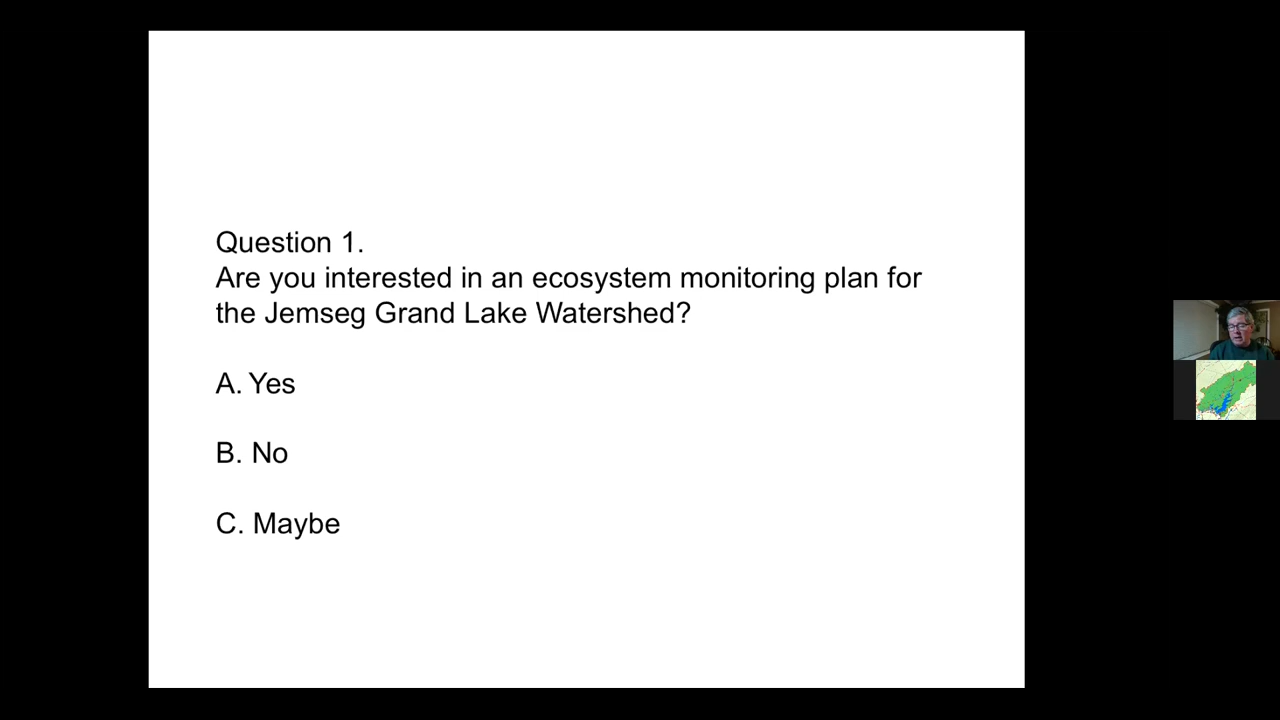 Question 1.
Are you interested in an ecosystem monitoring plan for
the Jemseg Grand Lake Watershed?
A. Yes
B. No
C. Maybe